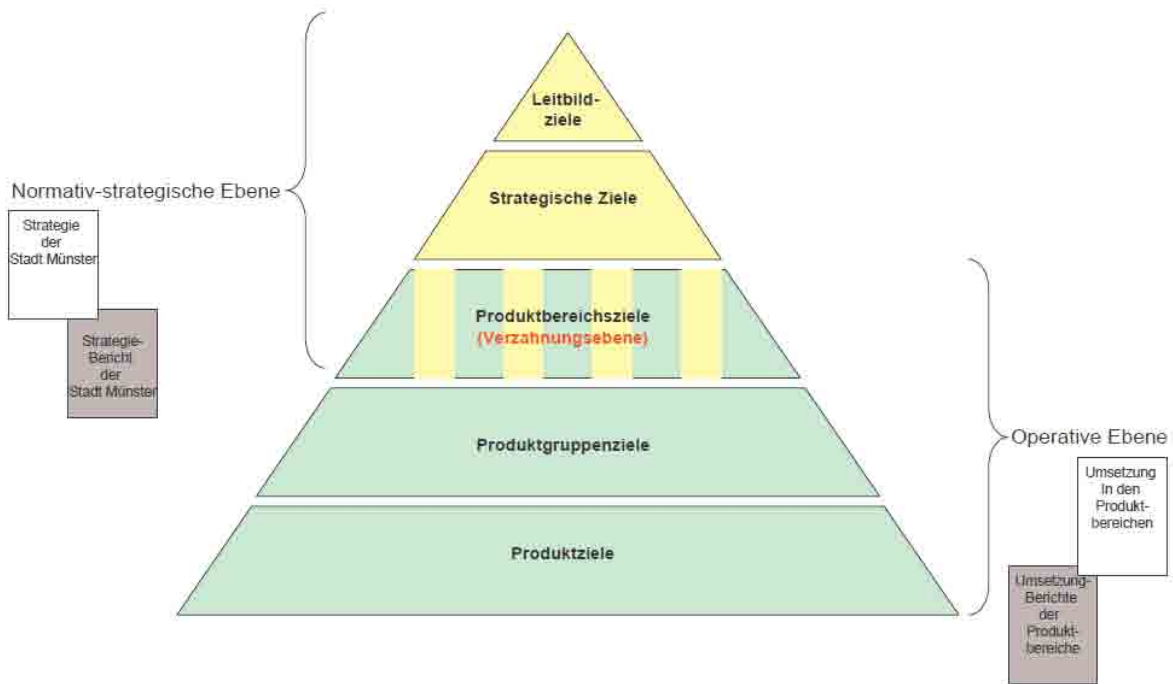 Leitbild-
ziele
Strategische Ziele
Normativ-strategische Ebene
Strategie
der
Stadt Münster
Strategie-
Bericht
der
Stadt Münster
Produktbereichsziele
(Verzahnungsebene)
Produktgruppenziele
Produktziele
Operative Ebene
Umsetzung
In den
Produkt-
bereichen
Umsetzung-
Berichte
der
Produkt-
bereiche